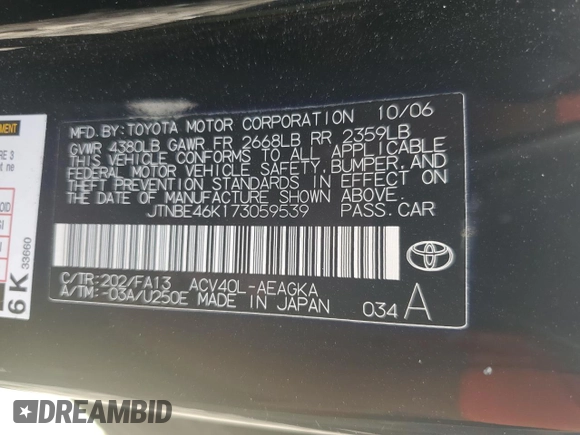 MFD.BY:TOYOTA MOTOR CORPORATION 10/06
GVWR 4380LB GAWR FR 2668LB RR 2359LB
THIS VEHICLE CONFORMS TO ALL APPLICABLE
FEDERAL MOTOR VEHICLE SAFETY,BUMPER,AND
THEFT PREVENTION STANDARDS IN EFFECT ON
THE DATE OF MANUFACTURE SHOWN ABOVE.
JTNBE46K173059539 PASS.CAR
C/TR:202/FA13 ACV40L-AEAGKA
A/TM:-03A/U250E MADE IN JAPAN
034 A
TOYOTA
6K
33660
DREAMBID